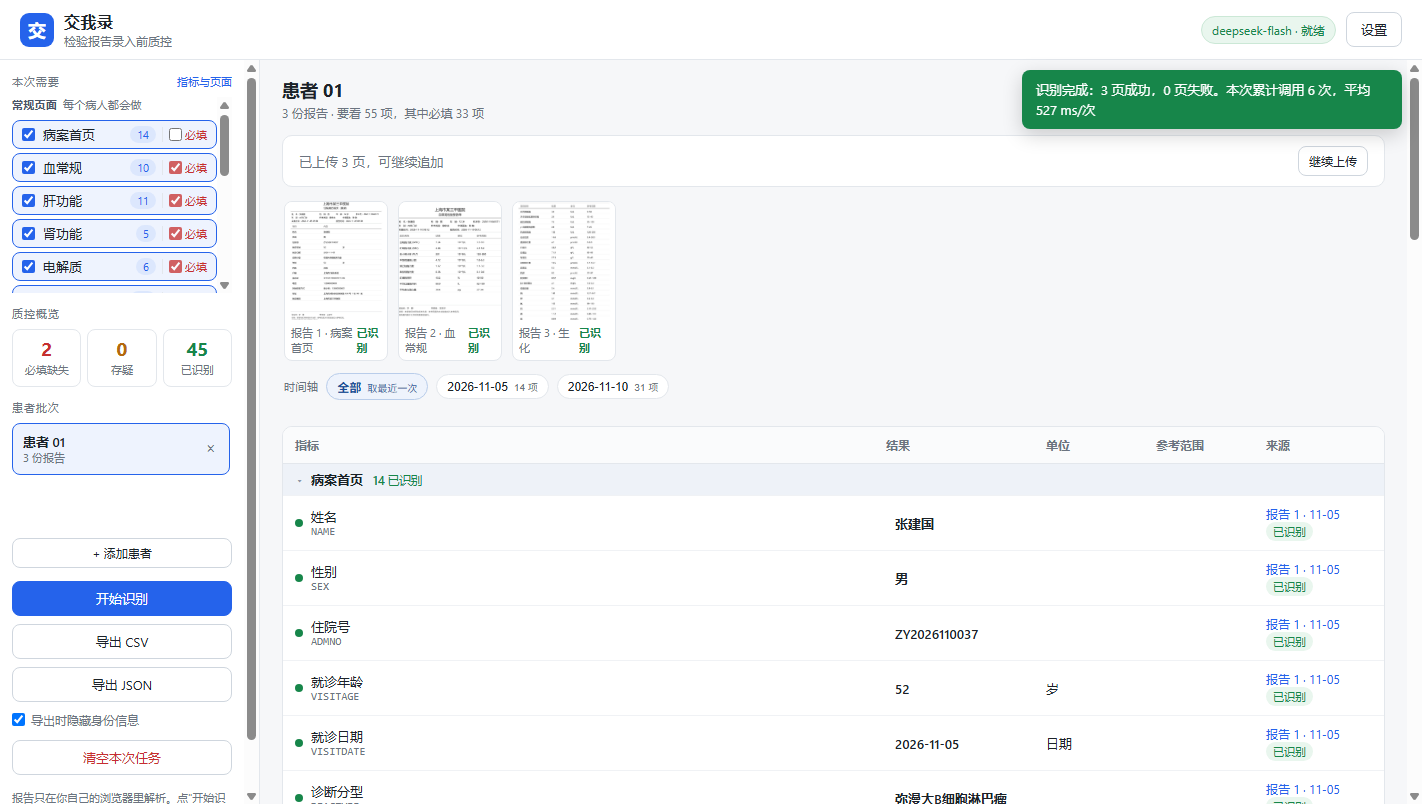 交
交我录
检验报告录入前质控
deepseek-flash · 就绪
设置
本次需要
指标与页面
常规页面 每个病人都会做
病案首页 14 必填
血常规 10 必填
肝功能 11 必填
肾功能 5 必填
电解质 6 必填
质控概览
2 必填缺失
0 存疑
45 已识别
患者批次
患者 01
3 份报告
×
+ 添加患者
开始识别
导出 CSV
导出 JSON
导出时隐藏身份信息
清空本次任务
报告只在你自己的浏览器里解析。点"开始识
患者 01
3 份报告 · 要看 55 项，其中必填 33 项
识别完成：3 页成功，0 页失败。本次累计调用 6 次，平均
527 ms/次
已上传 3 页，可继续追加
继续上传
报告 1 · 病案首页 已识别
报告 2 · 血常规 已识别
报告 3 · 生化 已识别
时间轴 全部 取最近一次 2026-11-05 14 项 2026-11-10 31 项
指标 结果 单位 参考范围 来源
- 病案首页 14 已识别
姓名 张建国 报告 1 · 11-05
NAME 已识别
性别 男 报告 1 · 11-05
SEX 已识别
住院号 ZY2026110037 报告 1 · 11-05
ADMNO 已识别
就诊年龄 52 岁 报告 1 · 11-05
VISITAGE 已识别
就诊日期 2026-11-05 日期 报告 1 · 11-05
VISITDATE 已识别
诊断分型 弥漫大B细胞淋巴瘤 报告 1 · 11-05